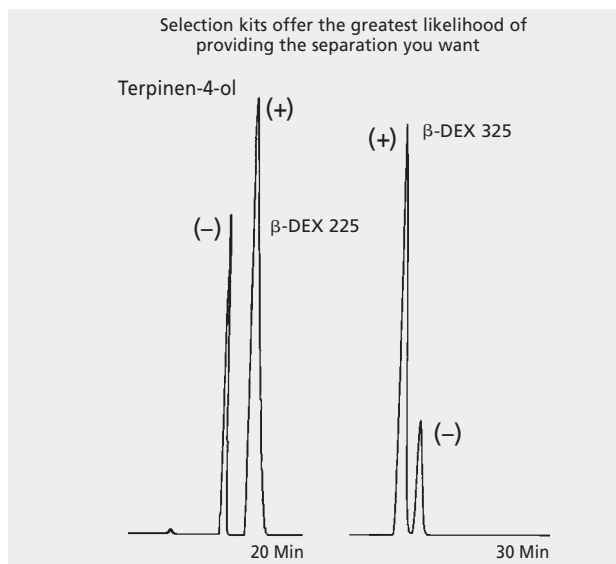 Selection kits offer the greatest likelihood of
providing the separation you want
Terpinen-4-ol
(+)
(–)
β-DEX 225
20 Min
(+)
β-DEX 325
(–)
30 Min